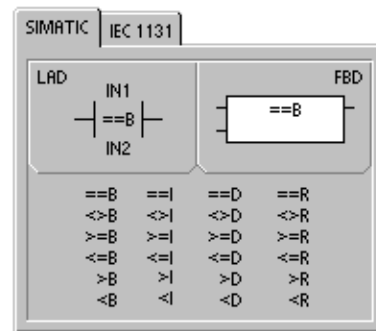 SIMATIC IEC 1131
LAD
IN1
==B
IN2
FBD
==B
==B ==I ==D ==R
<>B <>I <>D <>R
>=B >=I >=D >=R
<=B <=I <=D <=R
>B >I >D >R
<B <I <D <R